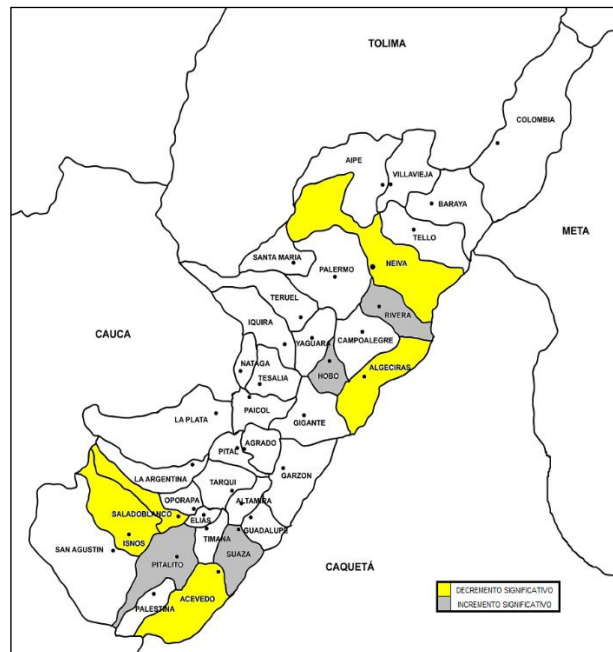 TOLIMA
COLOMBIA
AIPE
VILLAVIEJA
BARAYA
META
TELLO
SANTA MARIA
NEIVA
PALERMO
TERUEL
RIVERA
IQUIRA
CAUCA
YAGUARA
CAMPOALEGRE
NATAGA
HOBO
ALGECIRAS
TESALIA
PAICOL
LA PLATA
GIGANTE
AGRADO
PITAL
LA ARGENTINA
GARZON
TARQUI
OPORAPA
ALTAMIRA
SALADOBLANCO
ELIAS
GUADALUPE
TIMANA
ISNOS
SAN AGUSTIN
SUAZA
PITALITO
CAQUETÁ
ACEVEDO
PALESTINA
DECREMENTO SIGNIFICATIVO
INCREMENTO SIGNIFICATIVO